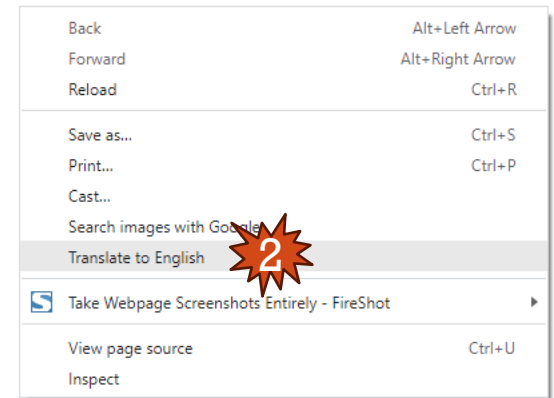 Back Alt+Left Arrow
Forward Alt+Right Arrow
Reload Ctrl+R
Save as... Ctrl+S
Print... Ctrl+P
Cast...
Search images with Google
Translate to English
2
Take Webpage Screenshots Entirely - FireShot
View page source Ctrl+U
Inspect